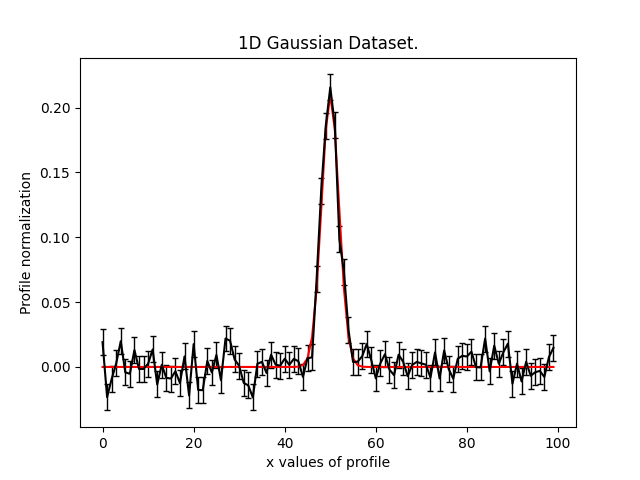 1D Gaussian Dataset.
Profile normalization
0.20
0.15
0.10
0.05
0.00
0 20 40 60 80 100
x values of profile